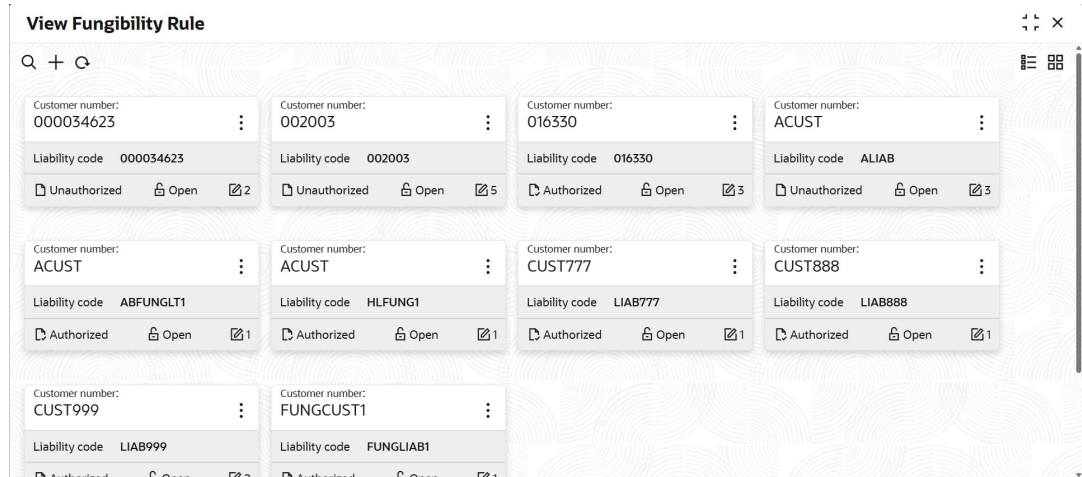 View Fungibility Rule
Customer number: Customer number: Customer number: Customer number:
000034623 002003 016330 ACUST
Liability code 000034623 Liability code 002003 Liability code 016330 Liability code ALIAB
Unauthorized Open 2 Unauthorized Open 5 Authorized Open 3 Unauthorized Open 3
Customer number: Customer number: Customer number: Customer number:
ACUST ACUST CUST777 CUST888
Liability code ABFUNGLT1 Liability code HLFUNG1 Liability code LIAB777 Liability code LIAB888
Authorized Open 1 Authorized Open 1 Authorized Open 1 Authorized Open 1
Customer number: Customer number:
CUST999 FUNGCUST1
Liability code LIAB999 Liability code FUNGLIAB1
Authorized Open Authorized Open